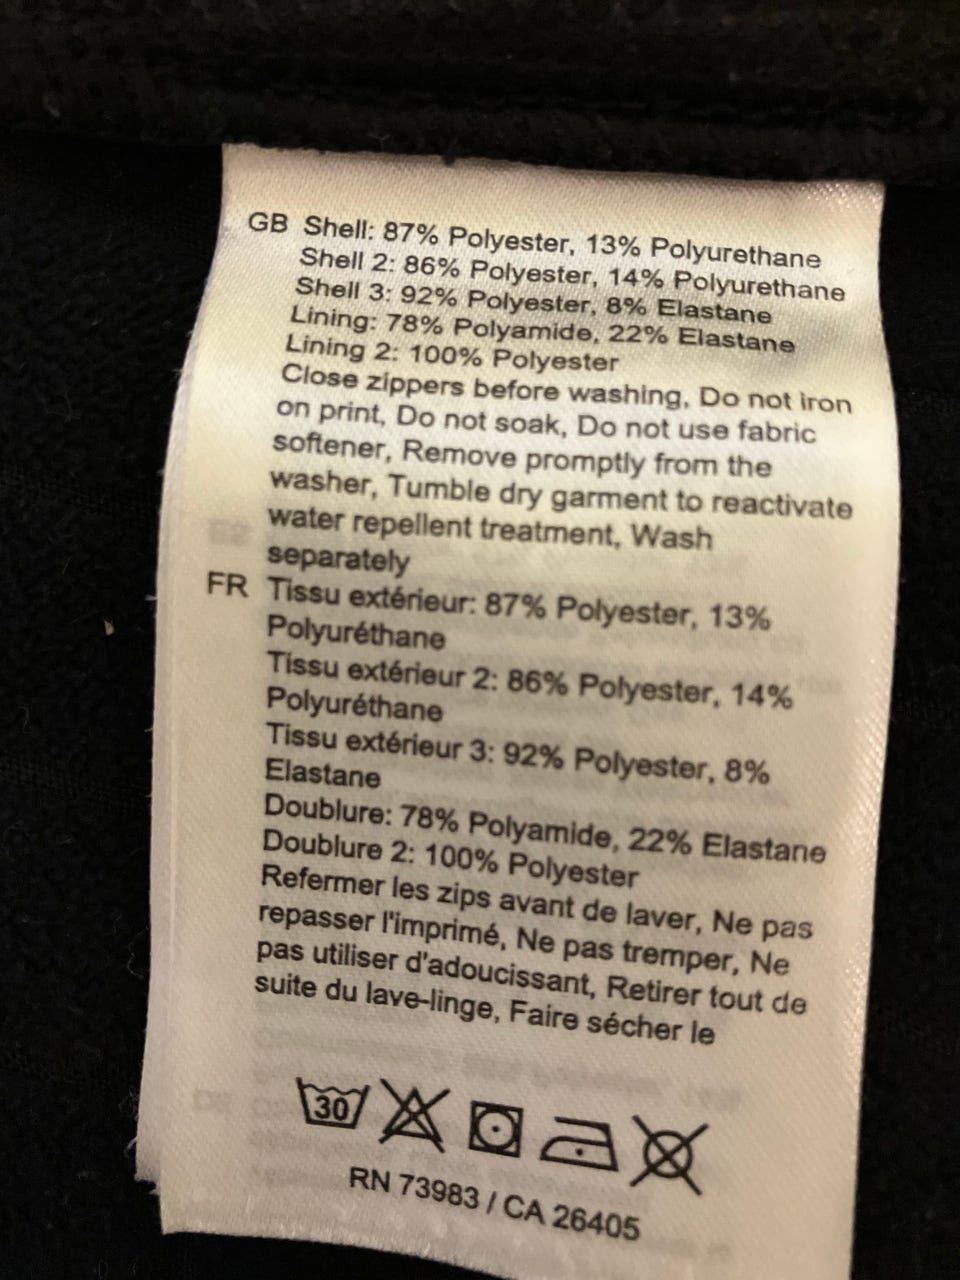 GB Shell: 87% Polyester, 13% Polyurethane
Shell 2: 86% Polyester, 14% Polyurethane
Shell 3: 92% Polyester, 8% Elastane
Lining: 78% Polyamide, 22% Elastane
Lining 2: 100% Polyester
Close zippers before washing, Do not iron
on print, Do not soak, Do not use fabric
softener, Remove promptly from the
washer, Tumble dry garment to reactivate
water repellent treatment, Wash
separately
FR Tissu extérieur: 87% Polyester, 13%
Polyuréthane
Tissu extérieur 2: 86% Polyester, 14%
Polyuréthane
Tissu extérieur 3: 92% Polyester, 8%
Elastane
Doublure: 78% Polyamide, 22% Elastane
Doublure 2: 100% Polyester
Refermer les zips avant de laver, Ne pas
repasser l'imprimé, Ne pas tremper, Ne
pas utiliser d'adoucissant, Retirer tout de
suite du lave-linge, Faire sécher le
30
RN 73983 / CA 26405